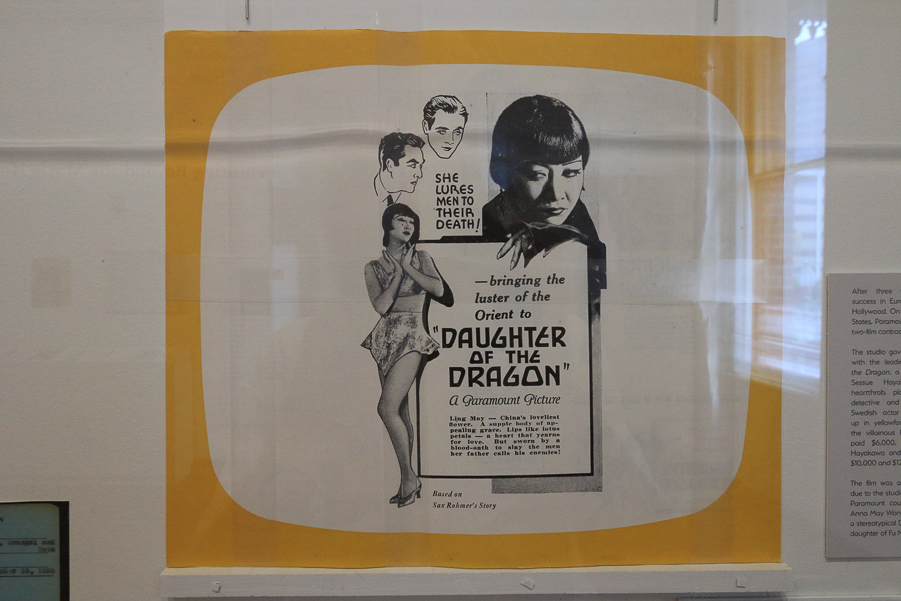 SHE
LURES
MEN TO
THEIR
DEATH!
—bringing the
luster of the
Orient to
"DAUGHTER
OF THE
DRAGON"
A Paramount Picture
Ling Moy — China's loveliest
flower. A supple body of ap-
pealing grace. Lips like lotus
petals — a heart that yearns
for love. But sworn by a
blood-oath to slay the men
her father calls his enemies!
Based on
Sax Rohmer's Story
After three
success in Eur
Hollywood. On
States, Paramou
two-film contrac
The studio gav
with the leadi
the Dragon, a
Sessue Haya
heartthrob, pla
detective and
Swedish actor
up in yellowfa
the villainous
paid $6,000,
Hayakawa and
$10,000 and $12
The film was a
due to the studi
Paramount cou
Anna May Won
a stereotypical D
daughter of Fu M